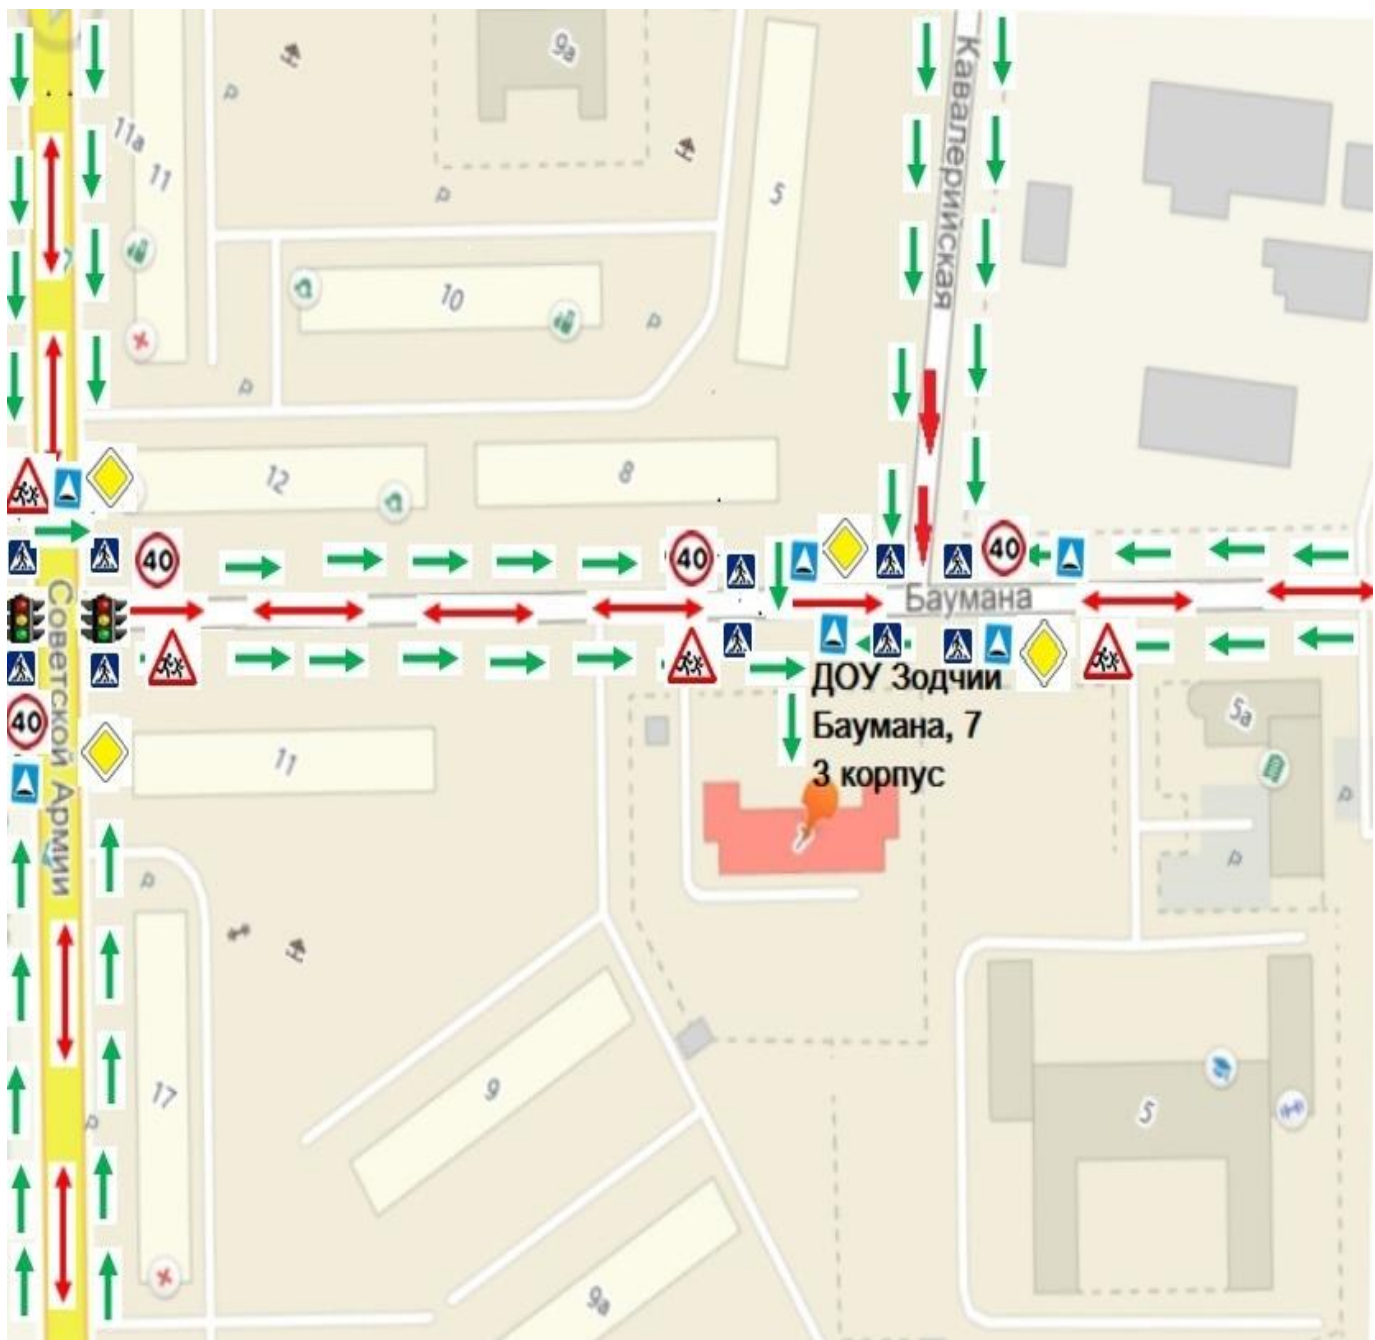 9а
Кавалерийская
11а
11
5
10
12
8
40
40
40
Советской Армии
Баумана
ДОУ Зодчии
Баумана, 7
3 корпус
40
11
5а
17
9
5
9а